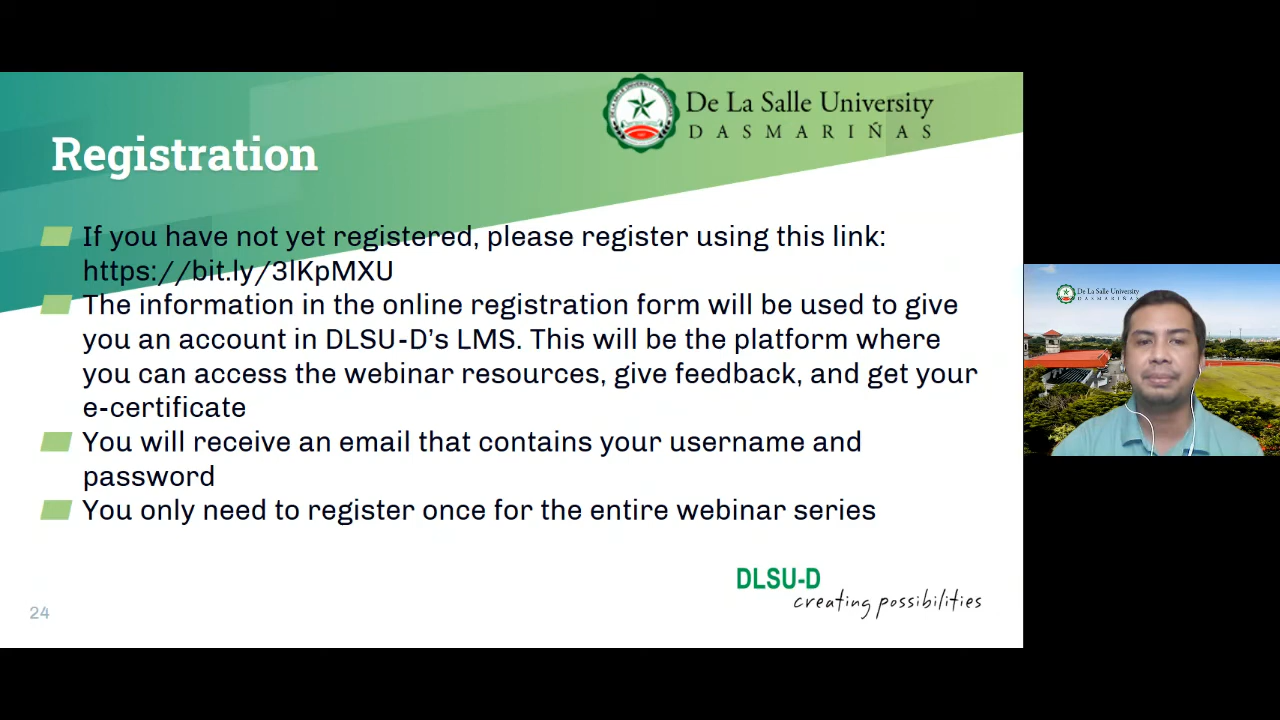 De La Salle University
DASMARIÑAS
Registration
If you have not yet registered, please register using this link:
https://bit.ly/3lKpMXU
The information in the online registration form will be used to give
you an account in DLSU-D’s LMS. This will be the platform where
you can access the webinar resources, give feedback, and get your
e-certificate
You will receive an email that contains your username and
password
You only need to register once for the entire webinar series
DLSU-D
creating possibilities
24
De La Salle University
DASMARIÑAS